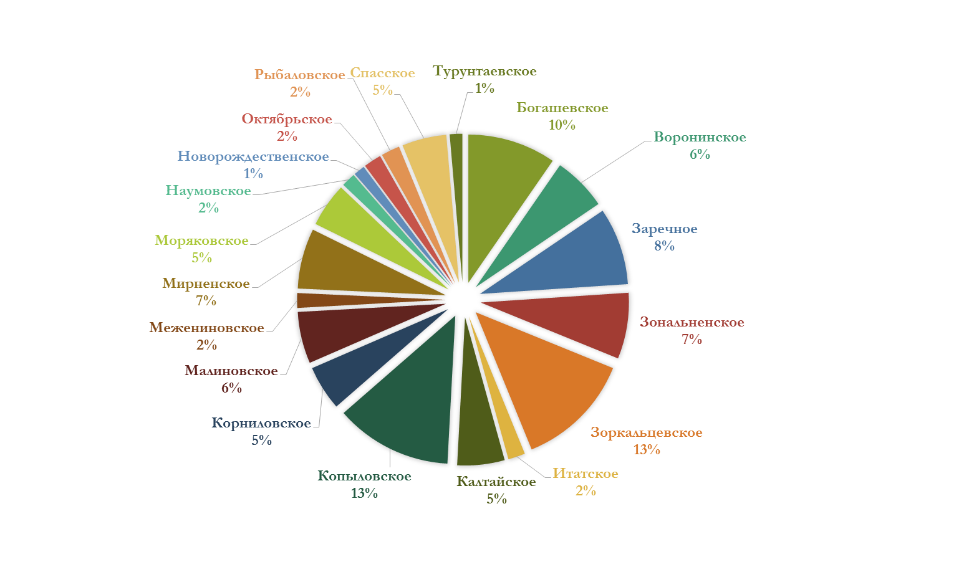 Рыбаловское
2%
Спасское
5%
Турунтаевское
1%
Богашевское
10%
Воронинское
6%
Заречное
8%
Зональненское
7%
Зоркальцевское
13%
Итатское
2%
Калтайское
5%
Копыловское
13%
Корниловское
5%
Малиновское
6%
Межениновское
2%
Мирненское
7%
Моряковское
5%
Наумовское
2%
Новорождественское
1%
Октябрьское
2%